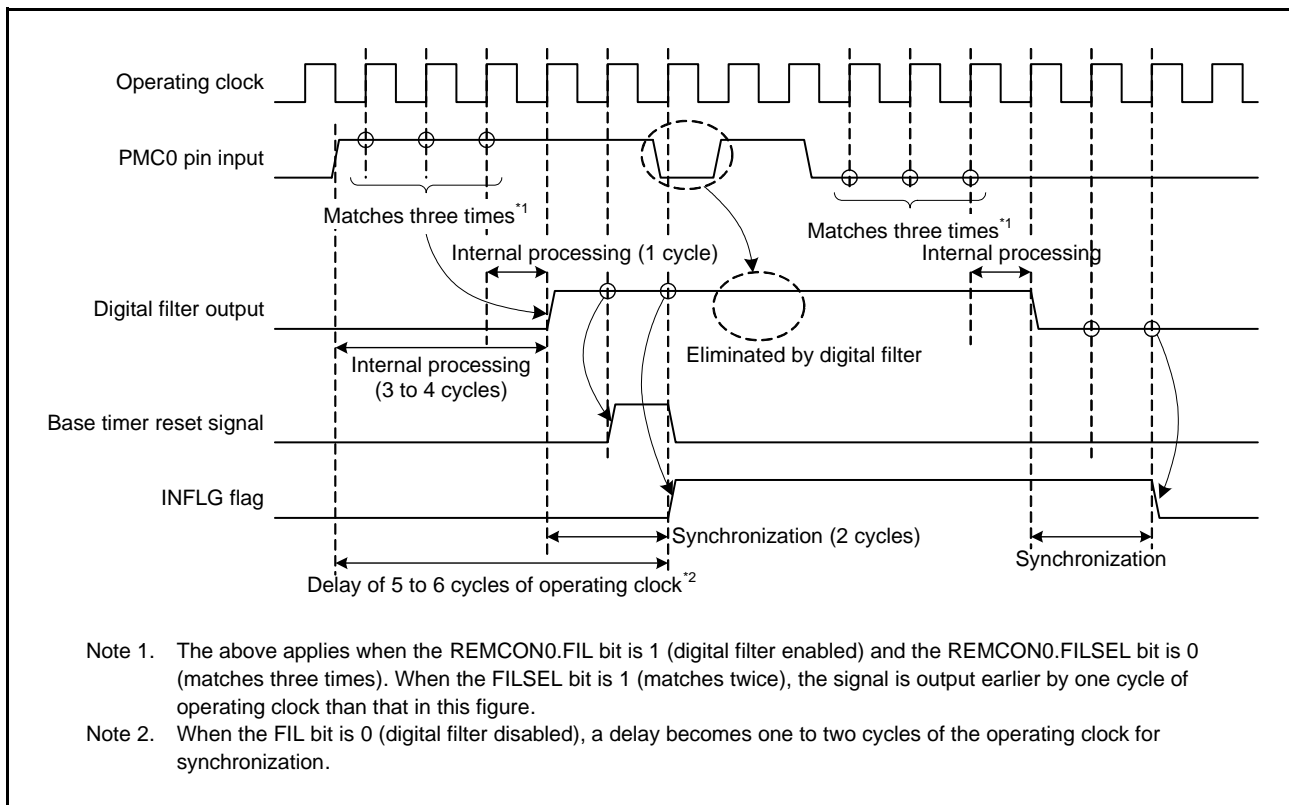 Operating clock
PMC0 pin input
Matches three times*1
Matches three times*1
Internal processing (1 cycle)
Internal processing
Digital filter output
Eliminated by digital filter
Internal processing
(3 to 4 cycles)
Base timer reset signal
INFLG flag
Synchronization (2 cycles)
Synchronization
Delay of 5 to 6 cycles of operating clock*2
Note 1. The above applies when the REMCON0.FIL bit is 1 (digital filter enabled) and the REMCON0.FILSEL bit is 0
(matches three times). When the FILSEL bit is 1 (matches twice), the signal is output earlier by one cycle of
operating clock than that in this figure.
Note 2. When the FIL bit is 0 (digital filter disabled), a delay becomes one to two cycles of the operating clock for
synchronization.